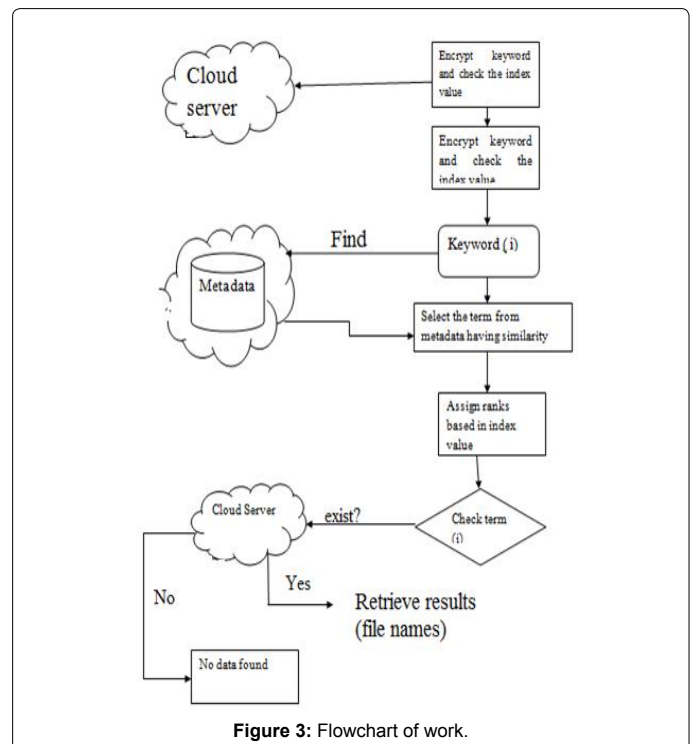 Cloud
server
Encrypt keyword
and check the index
value
Encrypt keyword
and check the
index value
Find
Keyword ( i)
Metadata
Select the term from
metadata having similarity
Assign ranks
based in index
value
Cloud Server
exist?
Check term
(i)
No
Yes
Retrieve results
(file names)
No data found
Figure 3: Flowchart of work.